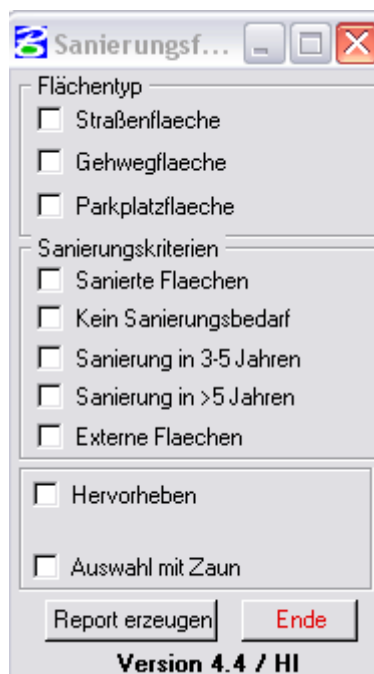 Sanierungsf...
Flächentyp
Straßenflaeche
Gehwegflaeche
Parkplatzflaeche
Sanierungskriterien
Sanierte Flaechen
Kein Sanierungsbedarf
Sanierung in 3-5 Jahren
Sanierung in >5 Jahren
Externe Flaechen
Hervorheben
Auswahl mit Zaun
Report erzeugen Ende
Version 4.4 / HI